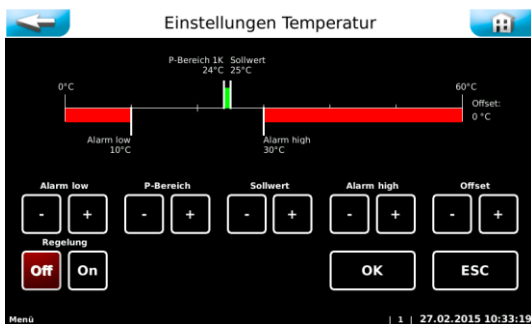 Einstellungen Temperatur
P-Bereich 1K Sollwert
24°C 25°C
0°C
60°C
Offset:
0 °C
Alarm low
10°C
Alarm high
30°C
Alarm low P-Bereich Sollwert Alarm high Offset
- + - + - + - + - +
Regelung
Off On OK ESC
Menü | 1 | 27.02.2015 10:33:19